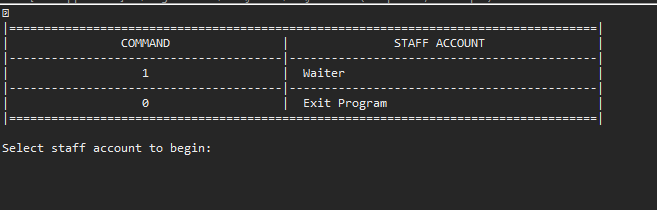 COMMAND | STAFF ACCOUNT
1 | Waiter
0 | Exit Program
Select staff account to begin: